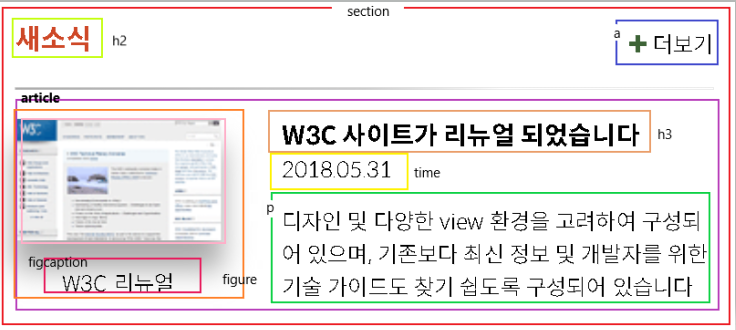 section
새소식
h2
a
더보기
article
W3C
W3C 사이트가 리뉴얼 되었습니다
h3
2018.05.31
time
p
디자인 및 다양한 view 환경을 고려하여 구성되
어 있으며, 기존보다 최신 정보 및 개발자를 위한
기술 가이드도 찾기 쉽도록 구성되어 있습니다
figcaption
W3C 리뉴얼
figure